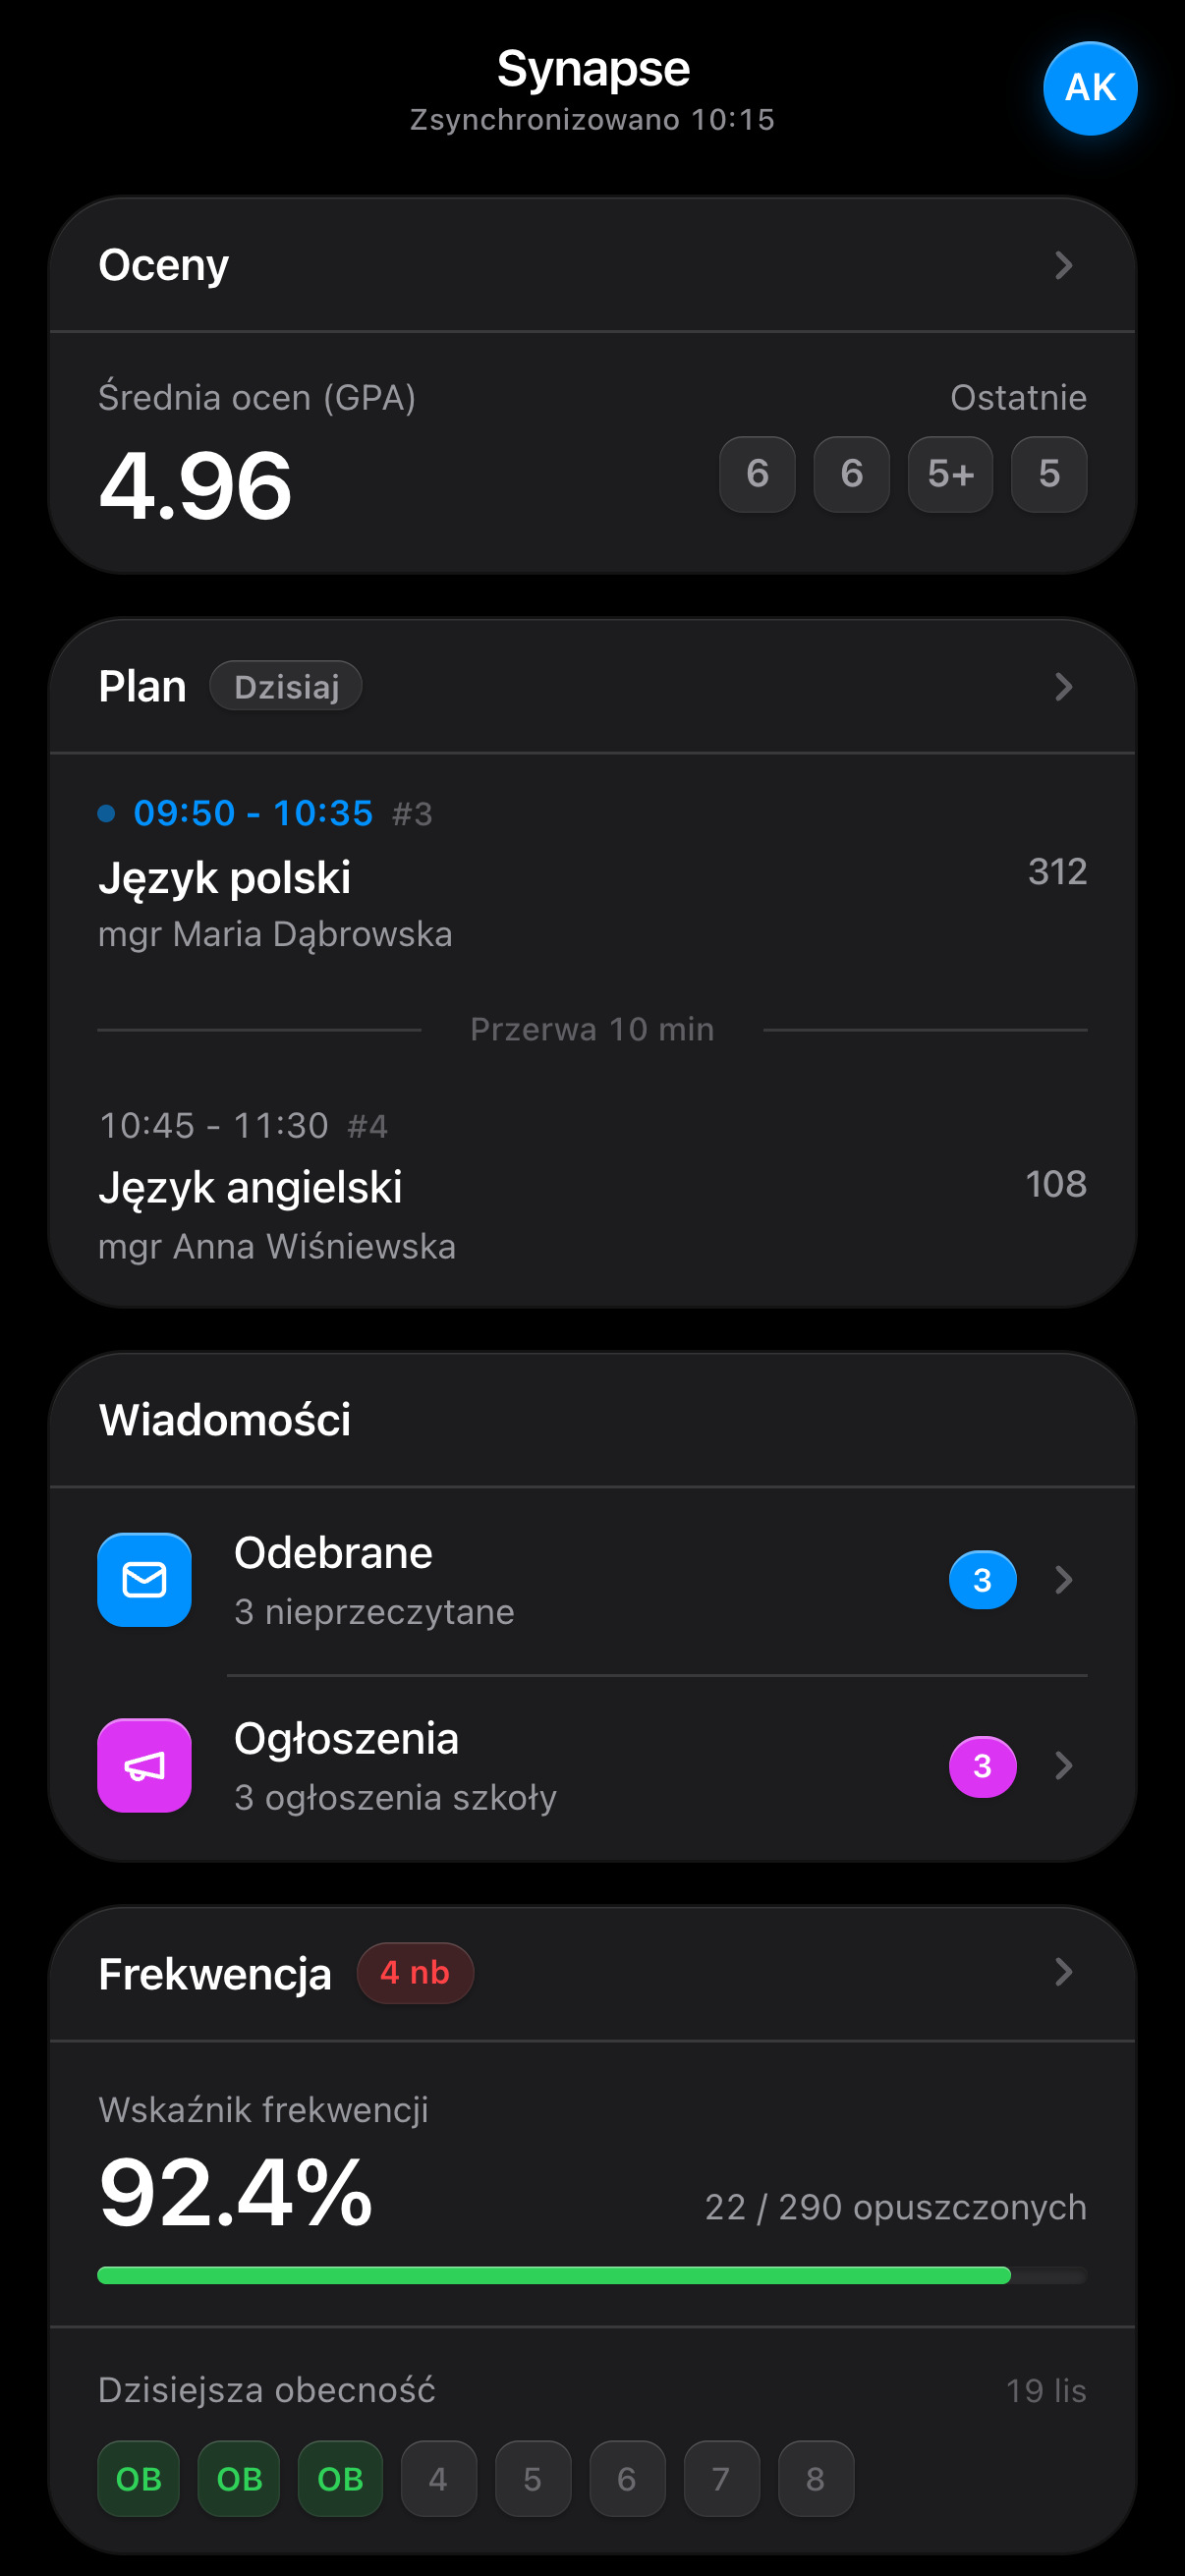 Synapse
Zsynchronizowano 10:15
AK
Oceny
Średnia ocen (GPA)
4.96
Ostatnie
6 6 5+ 5
Plan Dzisiaj
09:50 - 10:35 #3
Język polski 312
mgr Maria Dąbrowska
Przerwa 10 min
10:45 - 11:30 #4
Język angielski 108
mgr Anna Wiśniewska
Wiadomości
Odebrane
3 nieprzeczytane
3
Ogłoszenia
3 ogłoszenia szkoły
3
Frekwencja 4 nb
Wskaźnik frekwencji
92.4% 22 / 290 opuszczonych
Dzisiejsza obecność 19 lis
OB OB OB 4 5 6 7 8